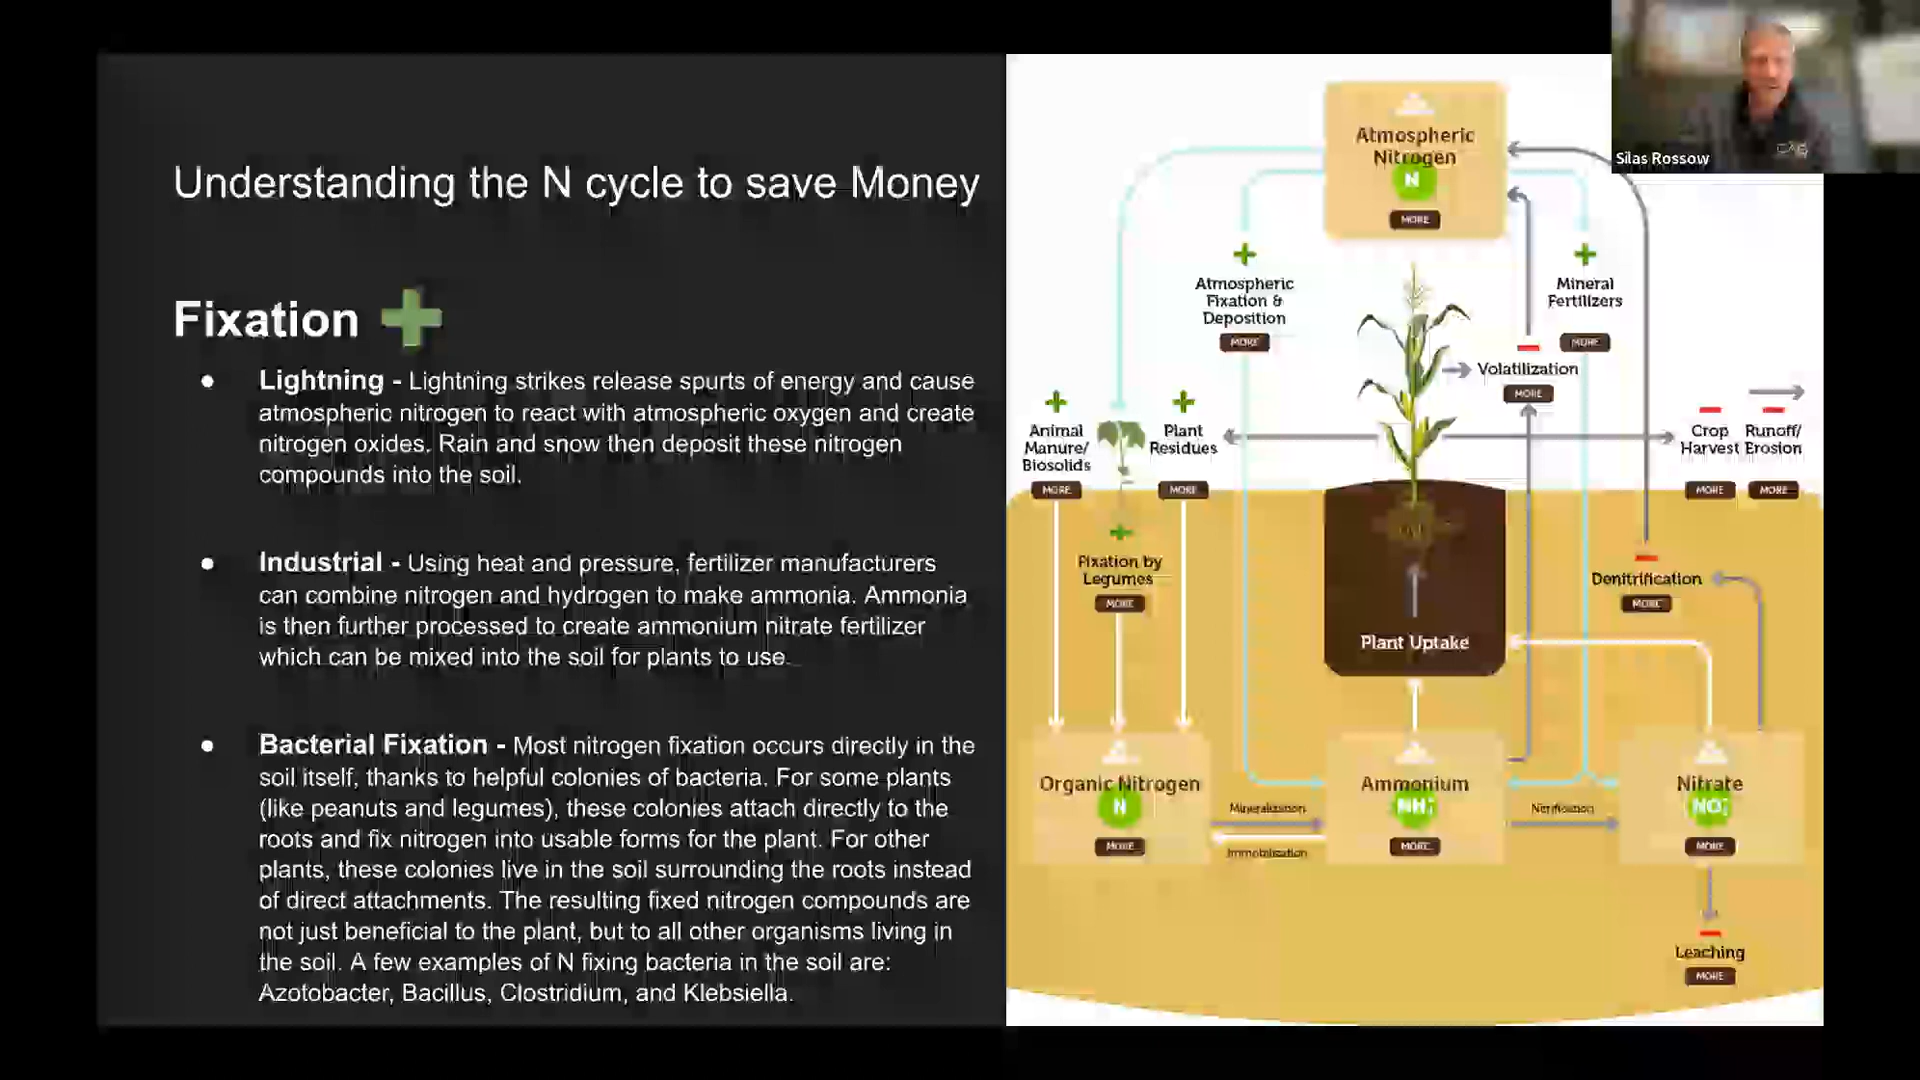 Understanding the N cycle to save Money
Fixation
Lightning - Lightning strikes release spurts of energy and cause
atmospheric nitrogen to react with atmospheric oxygen and create
nitrogen oxides. Rain and snow then deposit these nitrogen
compounds into the soil.
Industrial - Using heat and pressure, fertilizer manufacturers
can combine nitrogen and hydrogen to make ammonia. Ammonia
is then further processed to create ammonium nitrate fertilizer
which can be mixed into the soil for plants to use.
Bacterial Fixation - Most nitrogen fixation occurs directly in the
soil itself, thanks to helpful colonies of bacteria. For some plants
(like peanuts and legumes), these colonies attach directly to the
roots and fix nitrogen into usable forms for the plant. For other
plants, these colonies live in the soil surrounding the roots instead
of direct attachments. The resulting fixed nitrogen compounds are
not just beneficial to the plant, but to all other organisms living in
the soil. A few examples of N fixing bacteria in the soil are:
Azotobacter, Bacillus, Clostridium, and Klebsiella.
Silas Rossow
Atmospheric
Nitrogen
N
MORE
Atmospheric
Fixation &
Deposition
MORE
Mineral
Fertilizers
MORE
Volatilization
MORE
Animal
Manure/
Biosolids
MORE
Plant
Residues
MORE
Crop
Harvest
MORE
Runoff/
Erosion
MORE
Fixation by
Legumes
MORE
Denitrification
MORE
Plant Uptake
Organic Nitrogen
N
MORE
Mineralization
Immobilization
Ammonium
MORE
Nitrification
Nitrate
MORE
Leaching
MORE